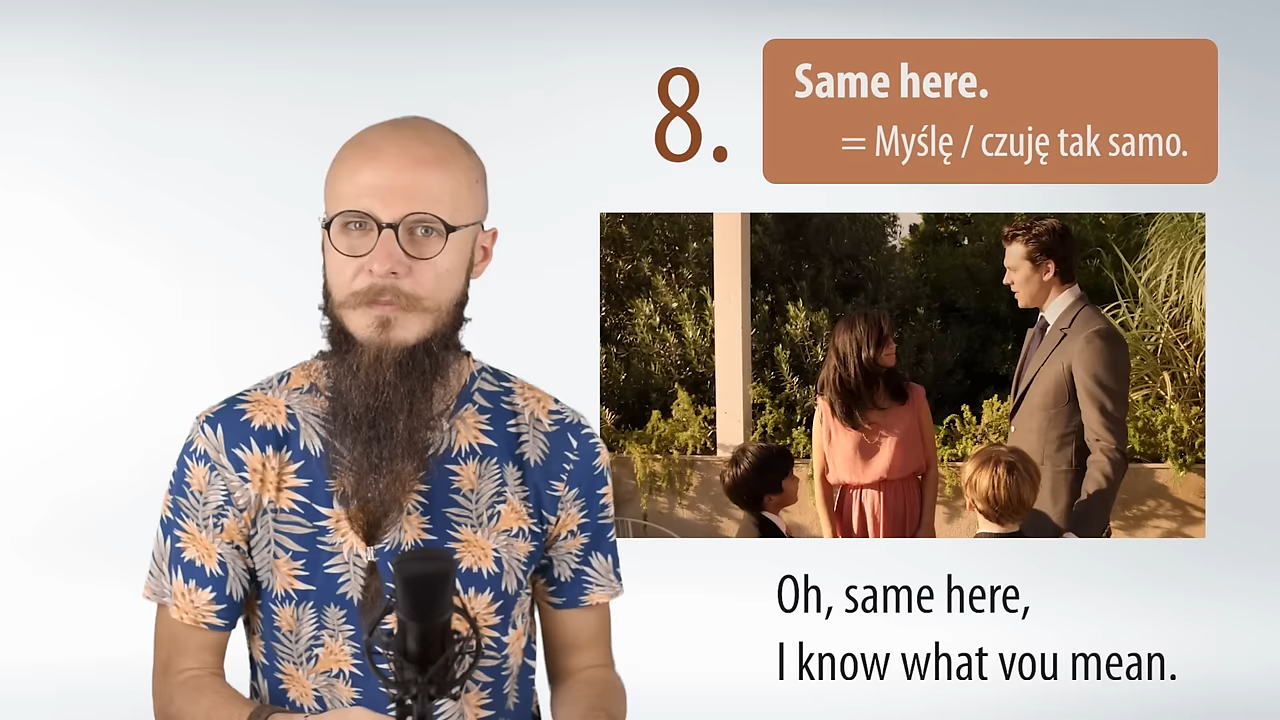 8.
Same here.
= Myślę / czuję tak samo.
Oh, same here,
I know what you mean.